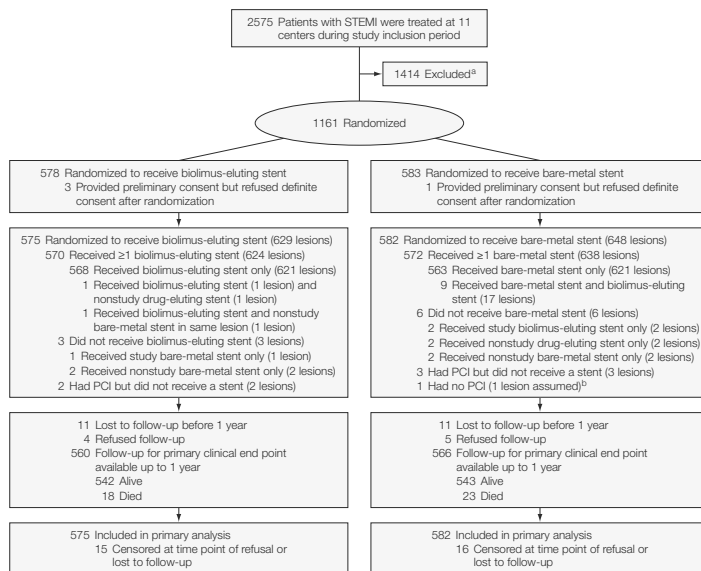 2575 Patients with STEMI were treated at 11
centers during study inclusion period
1414 Excludedᵃ
1161 Randomized
578 Randomized to receive biolimus-eluting stent
3 Provided preliminary consent but refused definite
consent after randomization
583 Randomized to receive bare-metal stent
1 Provided preliminary consent but refused definite
consent after randomization
575 Randomized to receive biolimus-eluting stent (629 lesions)
570 Received ≥1 biolimus-eluting stent (624 lesions)
568 Received biolimus-eluting stent only (621 lesions)
1 Received biolimus-eluting stent (1 lesion) and
nonstudy drug-eluting stent (1 lesion)
1 Received biolimus-eluting stent and nonstudy
bare-metal stent in same lesion (1 lesion)
3 Did not receive biolimus-eluting stent (3 lesions)
1 Received study bare-metal stent only (1 lesion)
2 Received nonstudy bare-metal stent only (2 lesions)
2 Had PCI but did not receive a stent (2 lesions)
582 Randomized to receive bare-metal stent (648 lesions)
572 Received ≥1 bare-metal stent (638 lesions)
563 Received bare-metal stent only (621 lesions)
9 Received bare-metal stent and biolimus-eluting
stent (17 lesions)
6 Did not receive bare-metal stent (6 lesions)
2 Received study biolimus-eluting stent only (2 lesions)
2 Received nonstudy drug-eluting stent only (2 lesions)
2 Received nonstudy bare-metal stent only (2 lesions)
3 Had PCI but did not receive a stent (3 lesions)
1 Had no PCI (1 lesion assumed)ᵇ
11 Lost to follow-up before 1 year
4 Refused follow-up
560 Follow-up for primary clinical end point
available up to 1 year
542 Alive
18 Died
11 Lost to follow-up before 1 year
5 Refused follow-up
566 Follow-up for primary clinical end point
available up to 1 year
543 Alive
23 Died
575 Included in primary analysis
15 Censored at time point of refusal or
lost to follow-up
582 Included in primary analysis
16 Censored at time point of refusal or
lost to follow-up